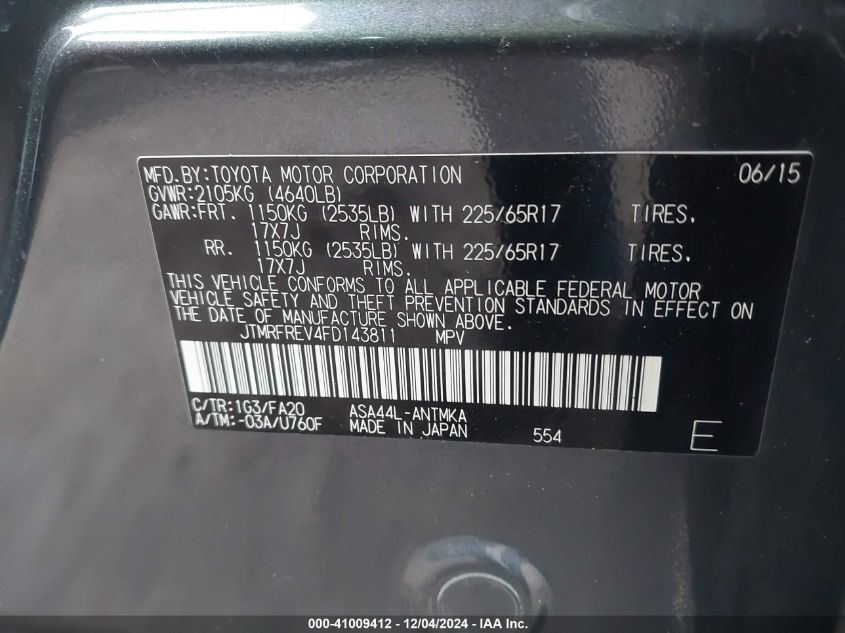 MFD.BY:TOYOTA MOTOR CORPORATION 06/15
GVWR:2105KG (4640LB)
GAWR:FRT. 1150KG (2535LB) WITH 225/65R17 TIRES,
17X7J RIMS.
RR. 1150KG (2535LB) WITH 225/65R17 TIRES,
17X7J RIMS.
THIS VEHICLE CONFORMS TO ALL APPLICABLE FEDERAL MOTOR
VEHICLE SAFETY AND THEFT PREVENTION STANDARDS IN EFFECT ON
THE DATE OF MANUFACTURE SHOWN ABOVE.
JTMRFREV4FD143811 MPV
C/TR:1G3/FA20 ASA44L-ANTMKA
A/TM:-03A/U760F MADE IN JAPAN 554 E
000-41009412 - 12/04/2024 - IAA Inc.